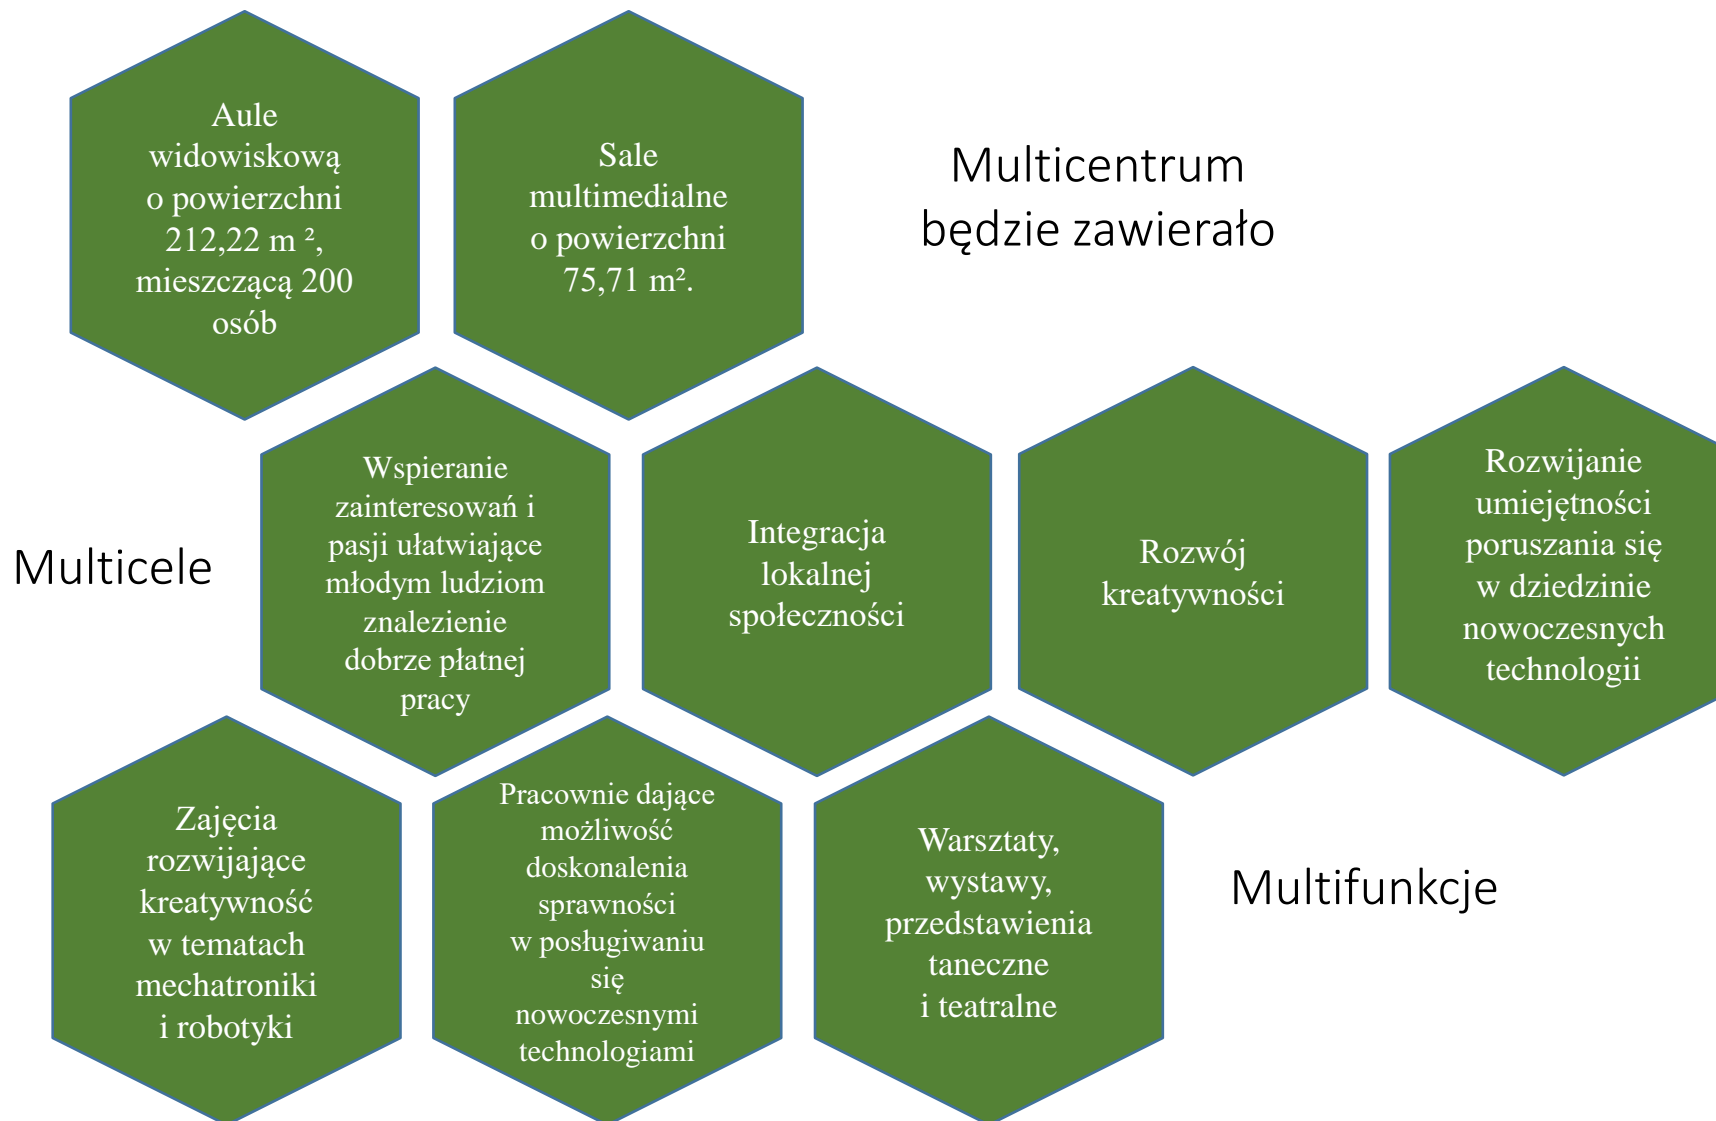 Aule
widowiskową
o powierzchni
212,22 m ²,
mieszczącą 200
osób
Sale
multimedialne
o powierzchni
75,71 m².
Multicentrum
będzie zawierało
Multicele
Wspieranie
zainteresowań i
pasji ułatwiające
młodym ludziom
znalezienie
dobrze płatnej
pracy
Integracja
lokalnej
społeczności
Rozwój
kreatywności
Rozwijanie
umiejętności
poruszania się
w dziedzinie
nowoczesnych
technologii
Zajęcia
rozwijające
kreatywność
w tematach
mechatroniki
i robotyki
Pracownie dające
możliwość
doskonalenia
sprawności
w posługiwaniu
się
nowoczesnymi
technologiami
Warsztaty,
wystawy,
przedstawienia
taneczne
i teatralne
Multifunkcje